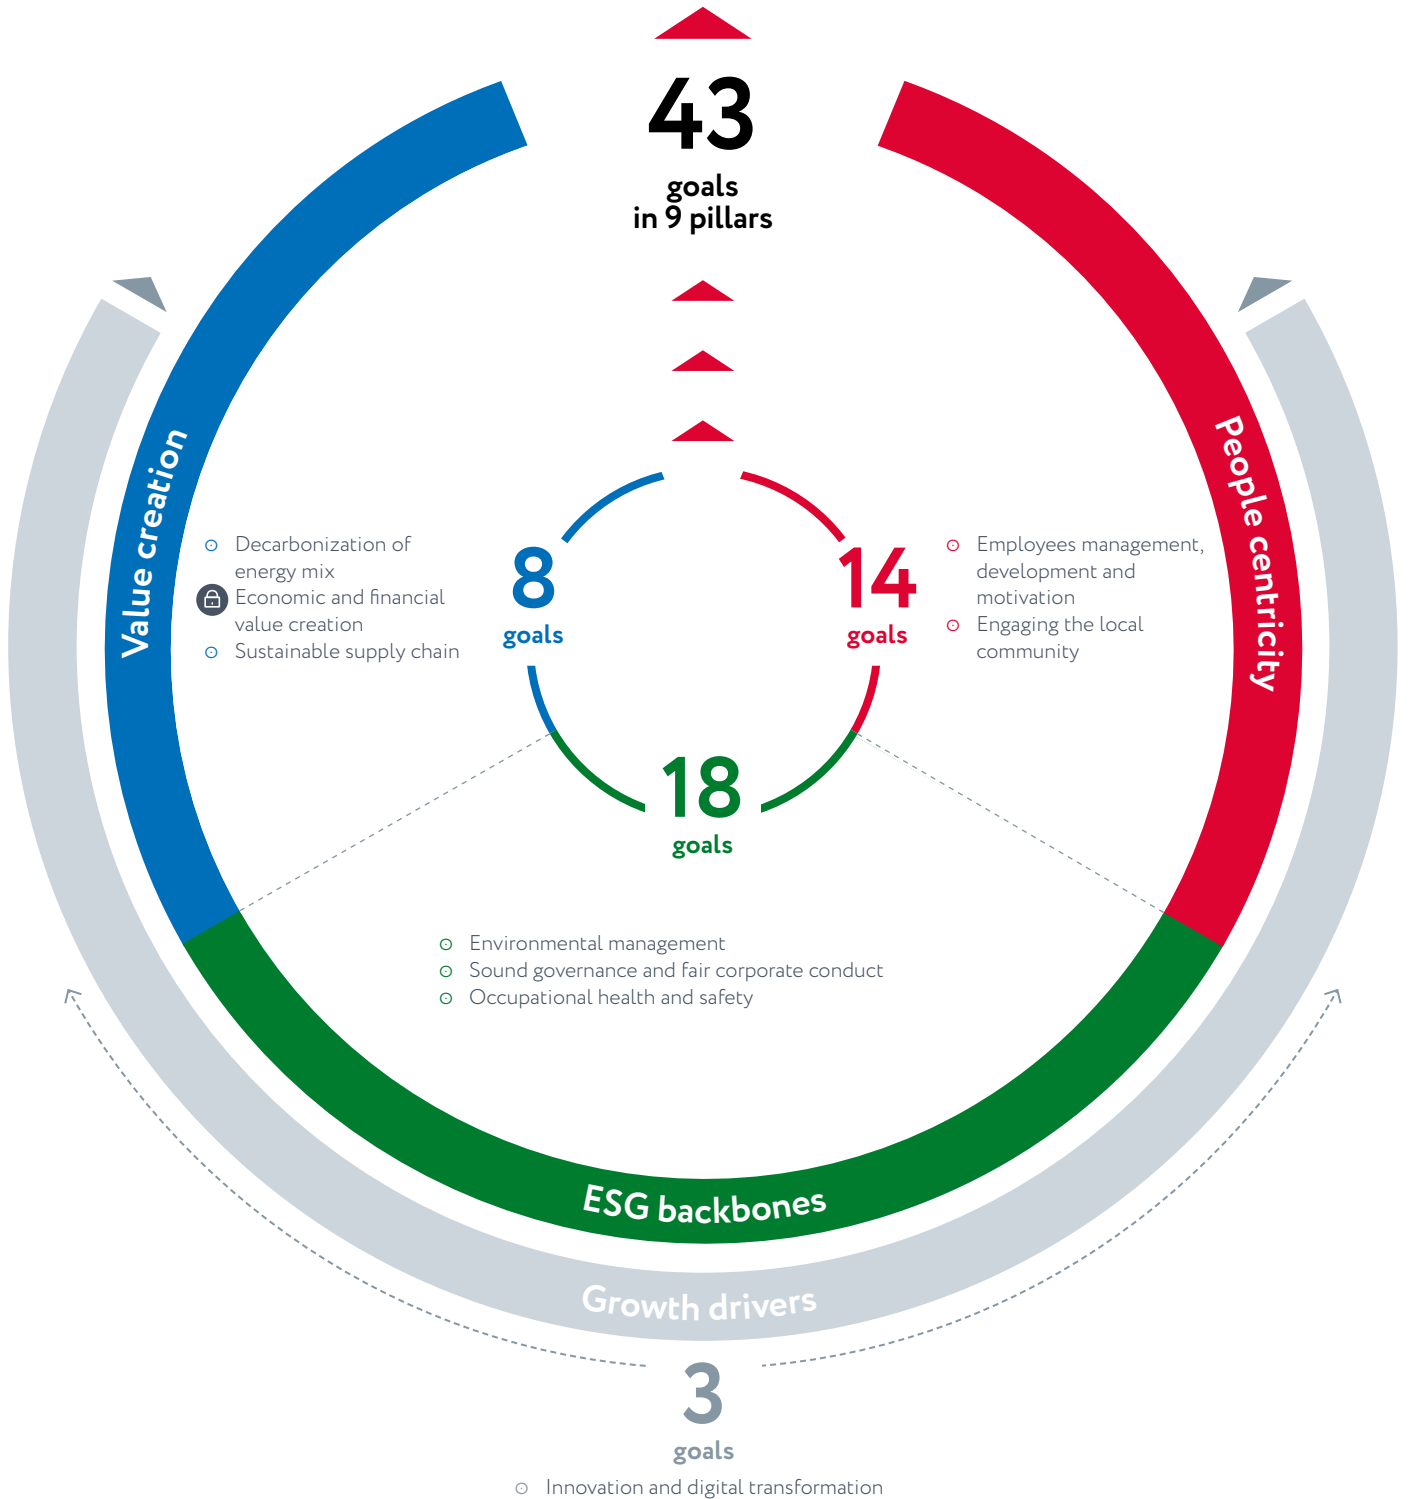 43
goals
in 9 pillars
Value creation
Decarbonization of
energy mix
Economic and financial
value creation
Sustainable supply chain
8
goals
14
goals
Employees management,
development and
motivation
Engaging the local
community
People centricity
18
goals
Environmental management
Sound governance and fair corporate conduct
Occupational health and safety
ESG backbones
Growth drivers
3
goals
Innovation and digital transformation